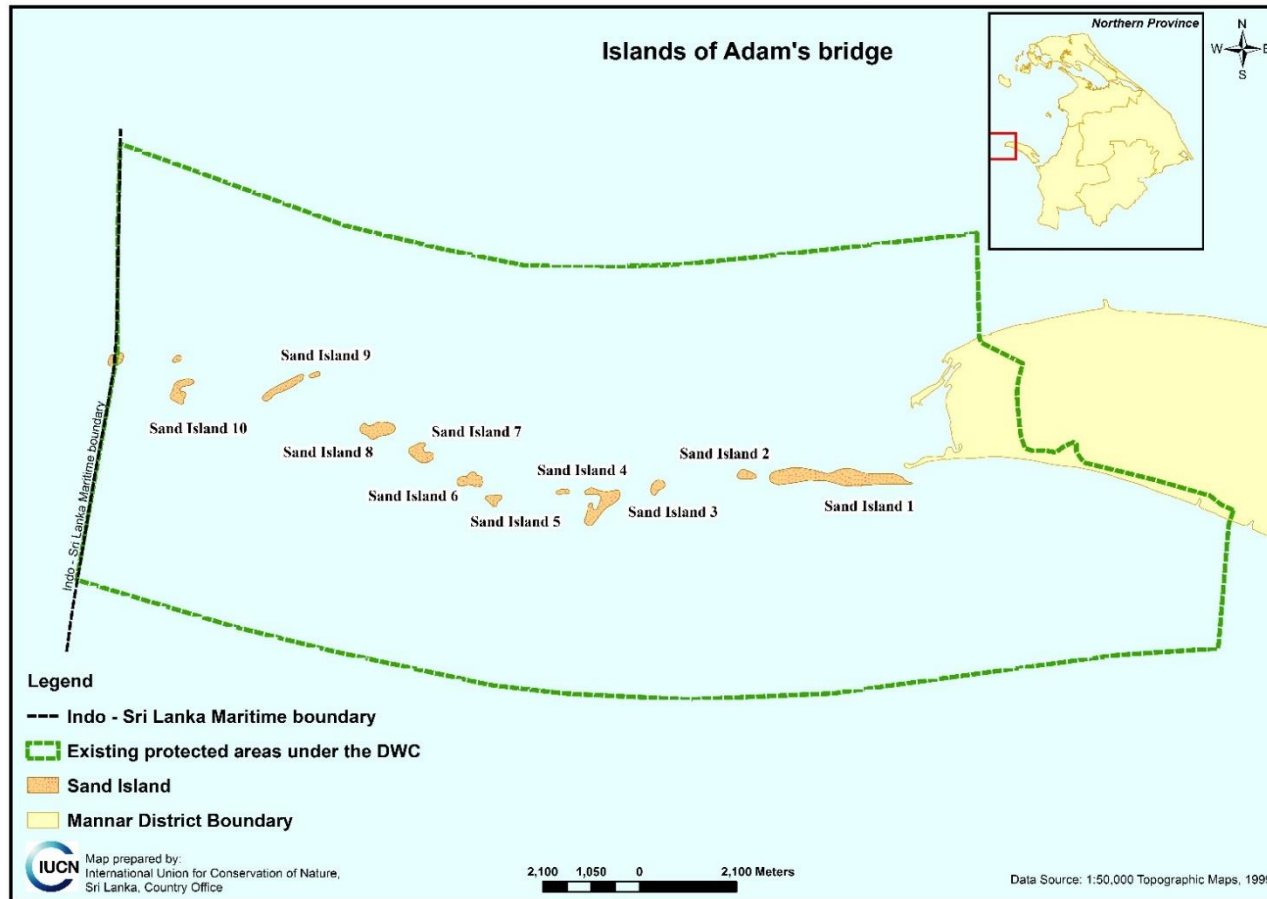 Northern Province
N
W E
S
Islands of Adam's bridge
Sand Island 9
Sand Island 10
Sand Island 7
Sand Island 8
Sand Island 2
Sand Island 4
Sand Island 6
Sand Island 1
Sand Island 3
Sand Island 5
Indo - Sri Lanka Maritime boundary
Legend
Indo - Sri Lanka Maritime boundary
Existing protected areas under the DWC
Sand Island
Mannar District Boundary
IUCN
Map prepared by:
International Union for Conservation of Nature,
Sri Lanka, Country Office
2,100 1,050 0 2,100 Meters
Data Source: 1:50,000 Topographic Maps, 1999